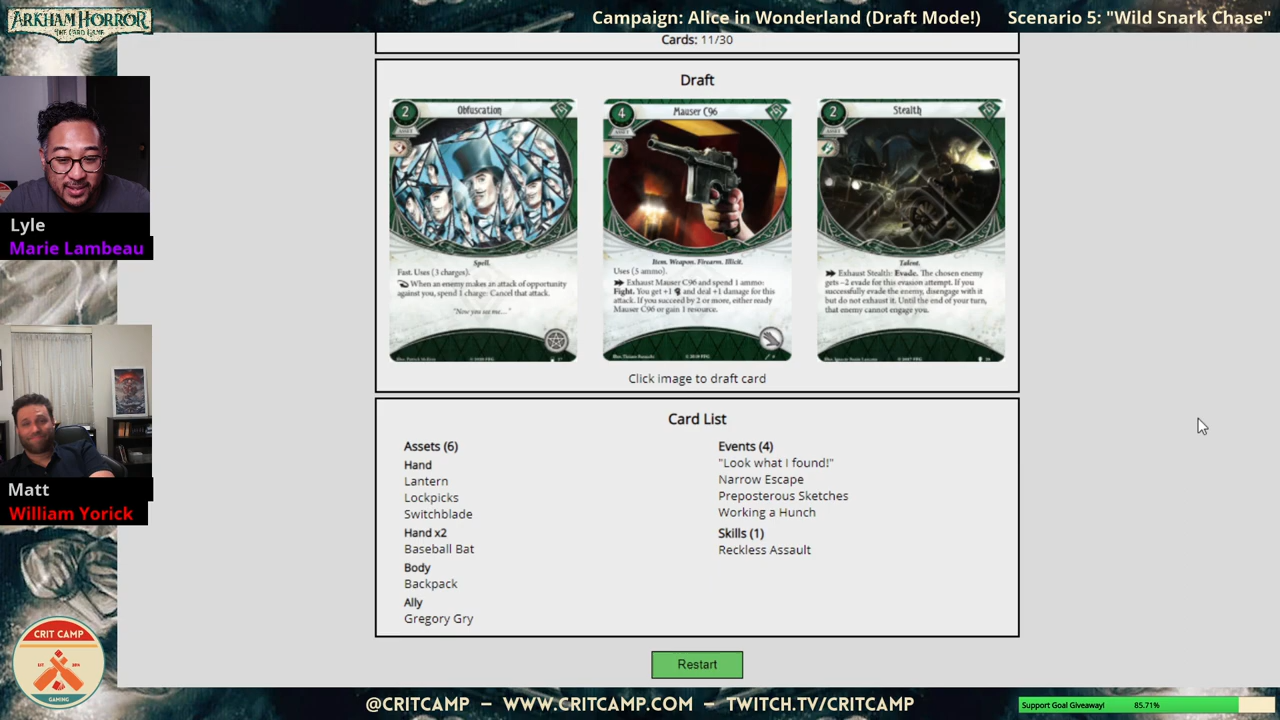 ARKHAM HORROR
THE CARD GAME
Campaign: Alice in Wonderland (Draft Mode!)
Scenario 5: "Wild Snark Chase"
Cards: 11/30
Draft
2
Obfuscation
Spell.
Fast. Uses (3 charges).
When an enemy makes an attack of opportunity
against you, spend 1 charge: Cancel that attack.
"Now you see me..."
4
Mauser C96
Item. Weapon. Firearm. Illicit.
Uses (5 ammo).
Exhaust Mauser C96 and spend 1 ammo:
Fight. You get +1 and deal +1 damage for this
attack. If you succeed by 2 or more, either ready
Mauser C96 or gain 1 resource.
2
Stealth
Talent.
Exhaust Stealth: Evade. The chosen enemy
gets -2 evade for this evasion attempt. If you
successfully evade the enemy, disengage with it
but do not exhaust it. Until the end of your turn,
that enemy cannot engage you.
Click image to draft card
Lyle
Marie Lambeau
Matt
William Yorick
Card List
Assets (6)
Hand
Lantern
Lockpicks
Switchblade
Hand x2
Baseball Bat
Body
Backpack
Ally
Gregory Gry
Events (4)
"Look what I found!"
Narrow Escape
Preposterous Sketches
Working a Hunch
Skills (1)
Reckless Assault
Restart
CRIT CAMP
GAMING
@CRITCAMP – WWW.CRITCAMP.COM – TWITCH.TV/CRITCAMP
Support Goal Giveaway! 85.71%